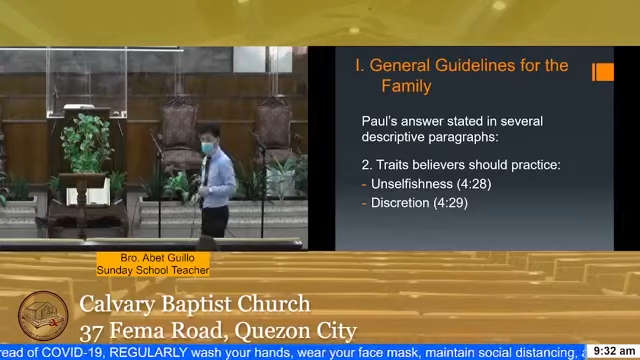 I. General Guidelines for the
Family
Paul's answer stated in several
descriptive paragraphs:
2. Traits believers should practice:
- Unselfishness (4:28)
- Discretion (4:29)
Bro. Abet Guillo
Sunday School Teacher
Calvary Baptist Church
37 Fema Road, Quezon City
read of COVID-19, REGULARLY wash your hands, wear your face mask, maintain social distancing,
9:32 am